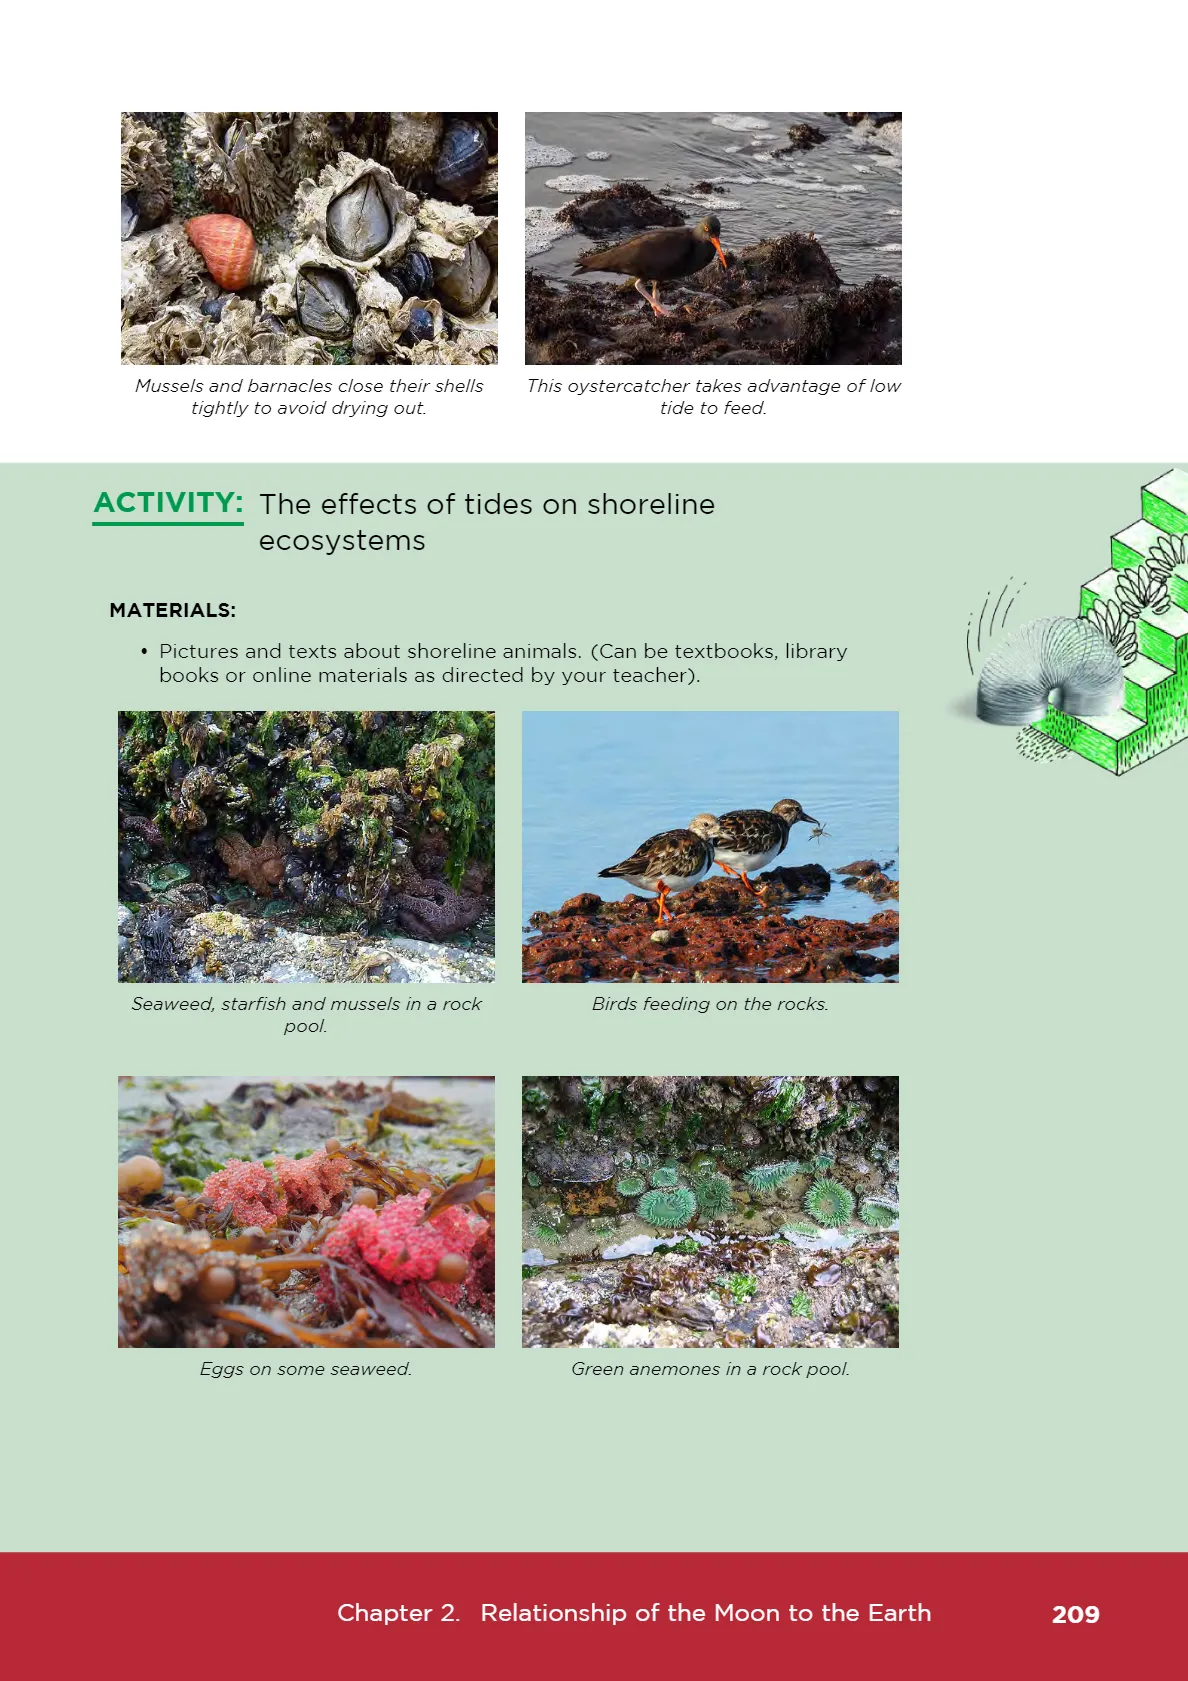 Mussels and barnacles close their shells
tightly to avoid drying out.
This oystercatcher takes advantage of low
tide to feed.
ACTIVITY: The effects of tides on shoreline
ecosystems
MATERIALS:
• Pictures and texts about shoreline animals. (Can be textbooks, library
books or online materials as directed by your teacher).
Seaweed, starfish and mussels in a rock
pool.
Birds feeding on the rocks.
Eggs on some seaweed.
Green anemones in a rock pool.
Chapter 2. Relationship of the Moon to the Earth 209